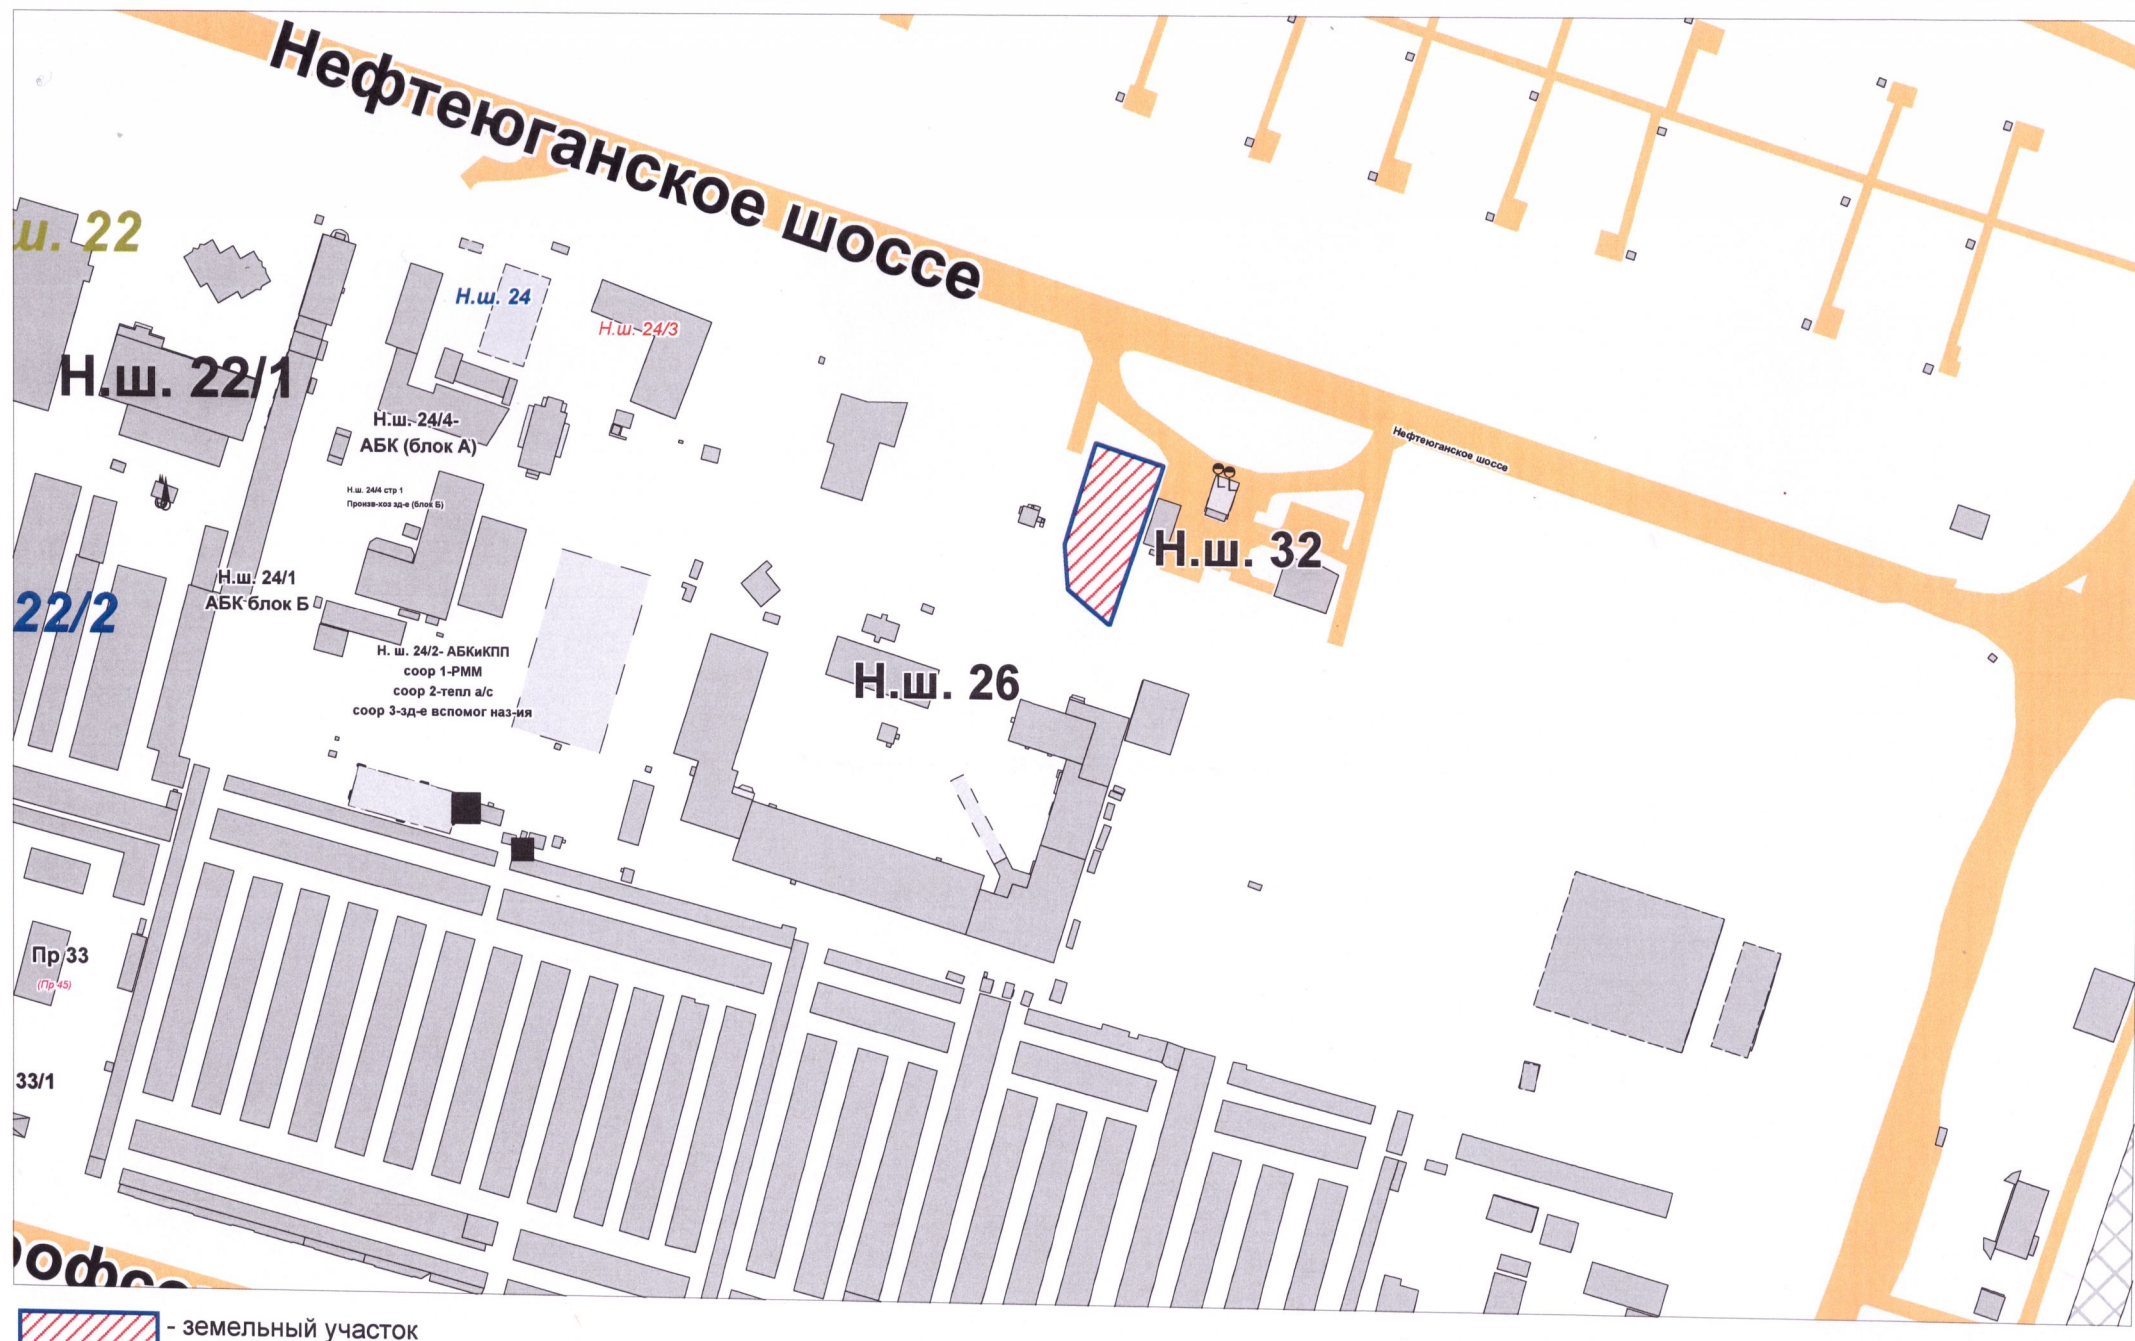 Нефтеюганское шоссе
ш. 22
Н.ш. 24
Н.ш. 24/3
Н.ш. 22/1
Н.ш. 24/4-
АБК (блок А)
Нефтеюганское шоссе
Н.ш. 24/4 стр 1
Произв-хоз зд-е (блок Б)
Н.ш. 32
Н.ш. 24/1
АБК блок Б
22/2
Н. ш. 24/2- АБКиКПП
соор 1-РММ
соор 2-тепл а/с
соор 3-зд-е вспомог наз-ия
Н.ш. 26
Пр 33
(Пр 45)
33/1
- земельный участок